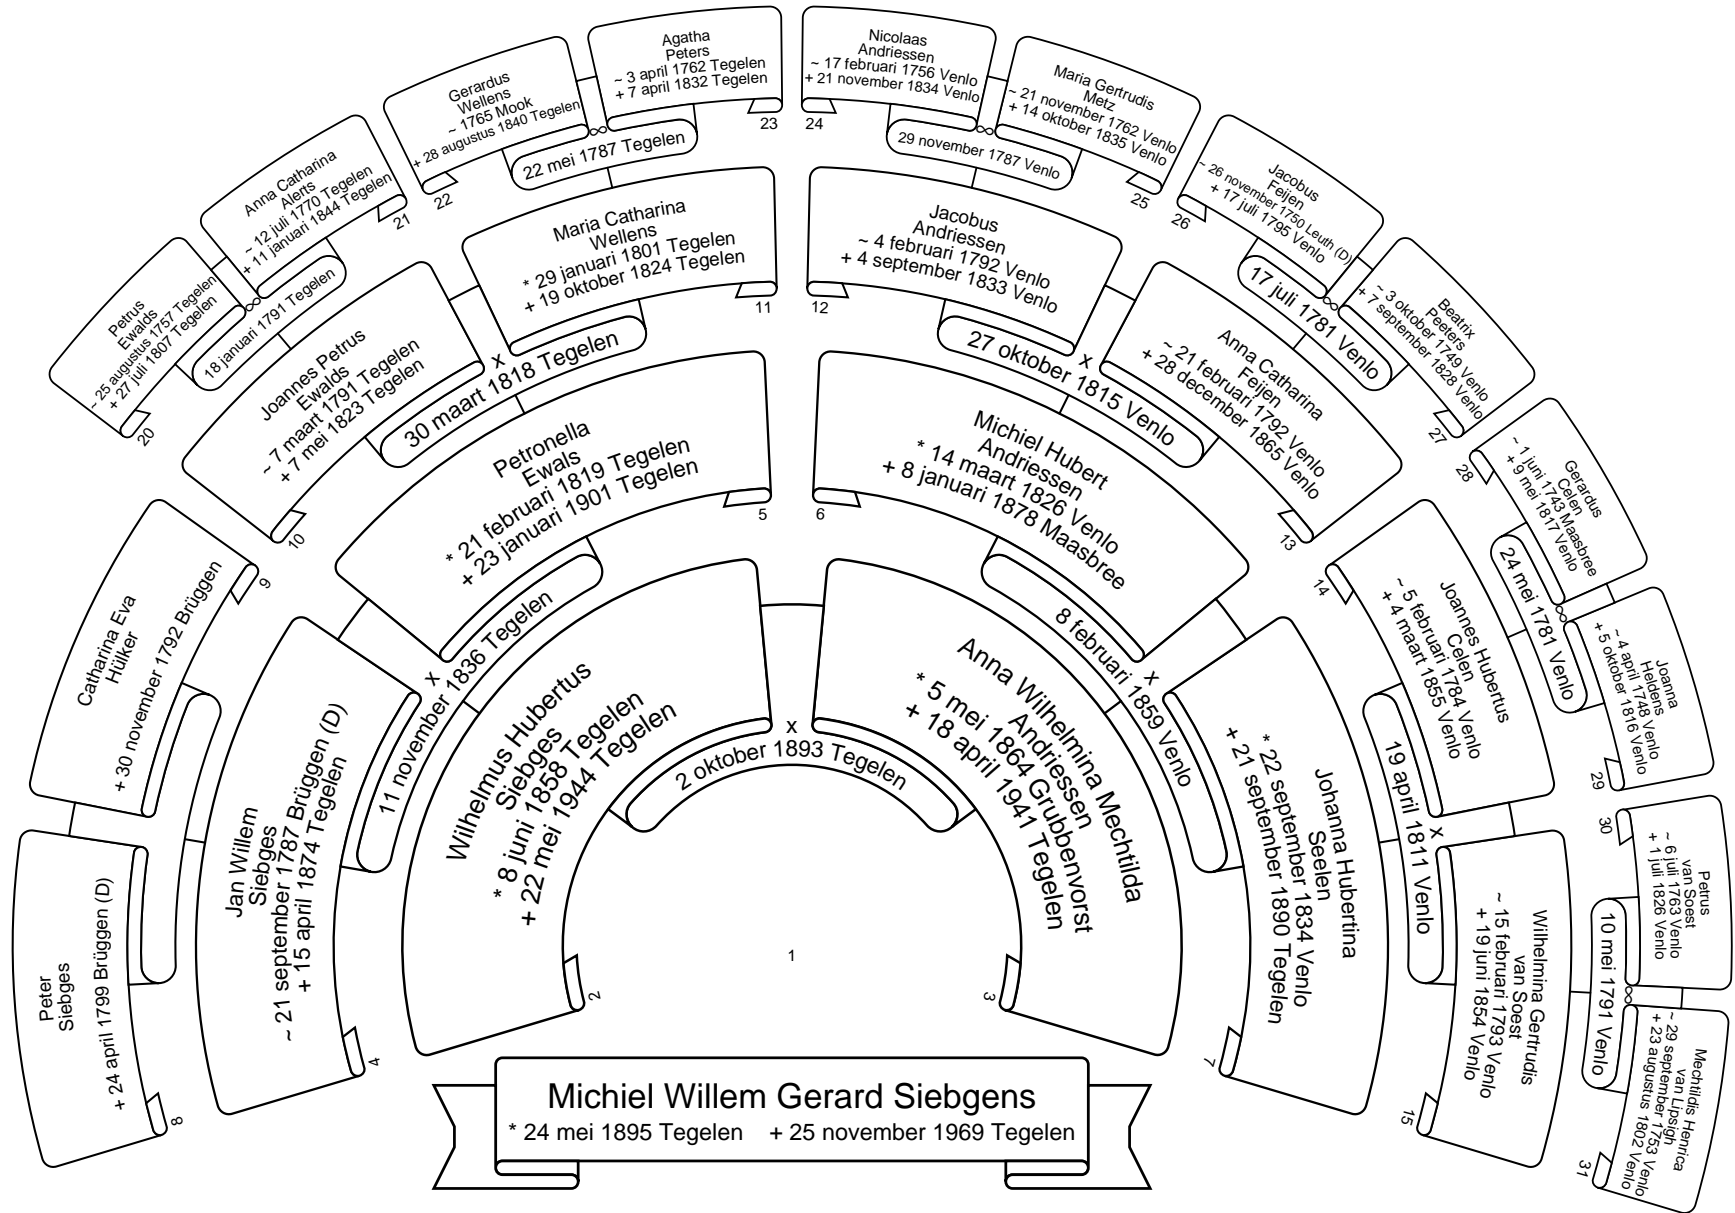 Michiel Willem Gerard Siebgens
* 24 mei 1895 Tegelen + 25 november 1969 Tegelen
1
Wilhelmus Hubertus
Siebges
* 8 juni 1858 Tegelen
+ 22 mei 1944 Tegelen
2
x
2 oktober 1893 Tegelen
Anna Wilhelmina Mechtilda
Andriessen
* 5 mei 1864 Grubbenvorst
+ 18 april 1941 Tegelen
3
Jan Willem
Siebges
~ 21 september 1787 Brüggen (D)
+ 15 april 1874 Tegelen
4
x
11 november 1836 Tegelen
Petronella
Ewals
* 21 februari 1819 Tegelen
+ 23 januari 1901 Tegelen
5
Michiel Hubert
Andriessen
* 14 maart 1826 Venlo
+ 8 januari 1878 Maasbree
6
x
8 februari 1859 Venlo
Johanna Hubertina
Seelen
* 22 september 1834 Venlo
+ 21 september 1890 Tegelen
7
Peter
Siebges
+ 24 april 1799 Brüggen (D)
8
Catharina Eva
Hülker
+ 30 november 1792 Brüggen
9
Joannes Petrus
Ewalds
~ 7 maart 1791 Tegelen
+ 7 mei 1823 Tegelen
10
x
30 maart 1818 Tegelen
Maria Catharina
Wellens
* 29 januari 1801 Tegelen
+ 19 oktober 1824 Tegelen
11
Jacobus
Andriessen
~ 4 februari 1792 Venlo
+ 4 september 1833 Venlo
12
x
27 oktober 1815 Venlo
Anna Catharina
Feijen
~ 21 februari 1792 Venlo
+ 28 december 1865 Venlo
13
Joannes Hubertus
Celen
~ 5 februari 1784 Venlo
+ 4 maart 1855 Venlo
14
x
19 april 1811 Venlo
Wilhelmina Gertrudis
van Soest
~ 15 februari 1793 Venlo
+ 19 juni 1854 Venlo
15
Petrus
Ewalds
~ 25 augustus 1757 Tegelen
+ 27 juli 1807 Tegelen
20
∞
18 januari 1791 Tegelen
Anna Catharina
Alerts
~ 12 juli 1770 Tegelen
+ 11 januari 1844 Tegelen
21
Gerardus
Wellens
~ 1765 Mook
+ 28 augustus 1840 Tegelen
22
∞
22 mei 1787 Tegelen
Agatha
Peters
~ 3 april 1762 Tegelen
+ 7 april 1832 Tegelen
23
Nicolaas
Andriessen
~ 17 februari 1756 Venlo
+ 21 november 1834 Venlo
24
∞
29 november 1787 Venlo
Maria Gertrudis
Metz
~ 21 november 1762 Venlo
+ 14 oktober 1835 Venlo
25
Jacobus
Feijen
~ 26 november 1750 Leuth (D)
+ 17 juli 1795 Venlo
26
∞
17 juli 1781 Venlo
Beatrix
Peeters
~ 3 oktober 1749 Venlo
+ 7 september 1828 Venlo
27
Gerardus
Celen
~ 1 juni 1743 Maasbree
+ 9 mei 1817 Venlo
28
∞
24 mei 1781 Venlo
Joanna
Heldens
~ 4 april 1748 Venlo
+ 5 oktober 1816 Venlo
29
Petrus
van Soest
~ 6 juli 1763 Venlo
+ 1 juli 1826 Venlo
30
∞
10 mei 1791 Venlo
Mechtildis Henrica
van Lipsigh
~ 29 september 1753 Venlo
+ 23 augustus 1802 Venlo
31